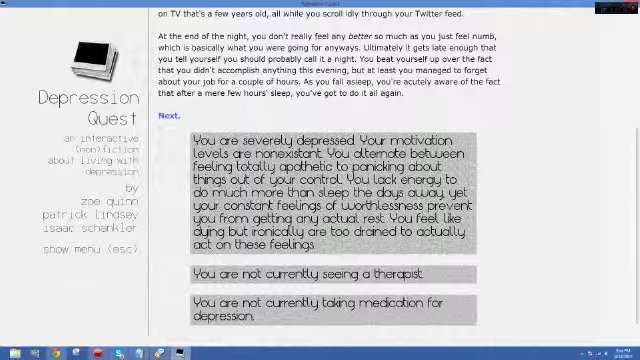 on TV that's a few years old, all while you scroll idly through your Twitter feed.
At the end of the night, you don't really feel any better so much as you just feel numb,
which is basically what you were going for anyways. Ultimately it gets late enough that
you tell yourself you should probably call it a night. You beat yourself up over the fact
that you didn't accomplish anything this evening, but at least you managed to forget
about your job for a couple of hours. As you fall asleep, you're acutely aware of the fact
that after a mere few hours' sleep, you've got to do it all again.
Next.
Depression
Quest
an interactive
(non)fiction
about living with
depression
by
zoe quinn
patrick lindsey
isaac schankler
show menu (esc)
You are severely depressed. Your motivation
levels are nonexistant. You alternate between
feeling totally apathetic to panicking about
things out of your control. You lack energy to
do much more than sleep the days away, yet
your constant feelings of worthlessness prevent
you from getting any actual rest. You feel like
dying but ironically are too drained to actually
act on these feelings.
You are not currently seeing a therapist.
You are not currently taking medication for
depression.